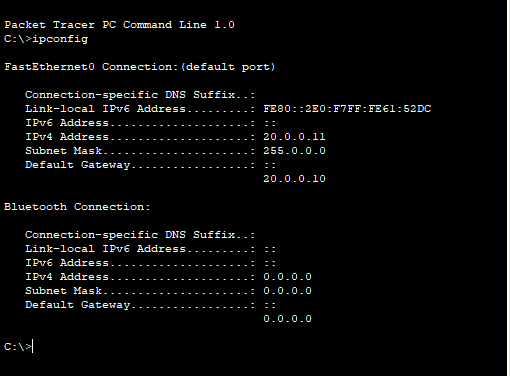 Packet Tracer PC Command Line 1.0
C:\>ipconfig
FastEthernet0 Connection:(default port)
Connection-specific DNS Suffix..:
Link-local IPv6 Address.........: FE80::2E0:F7FF:FE61:52DC
IPv6 Address....................: ::
IPv4 Address....................: 20.0.0.11
Subnet Mask.....................: 255.0.0.0
Default Gateway.................: ::
20.0.0.10
Bluetooth Connection:
Connection-specific DNS Suffix..:
Link-local IPv6 Address.........: ::
IPv6 Address....................: ::
IPv4 Address....................: 0.0.0.0
Subnet Mask.....................: 0.0.0.0
Default Gateway.................: ::
0.0.0.0
C:\>